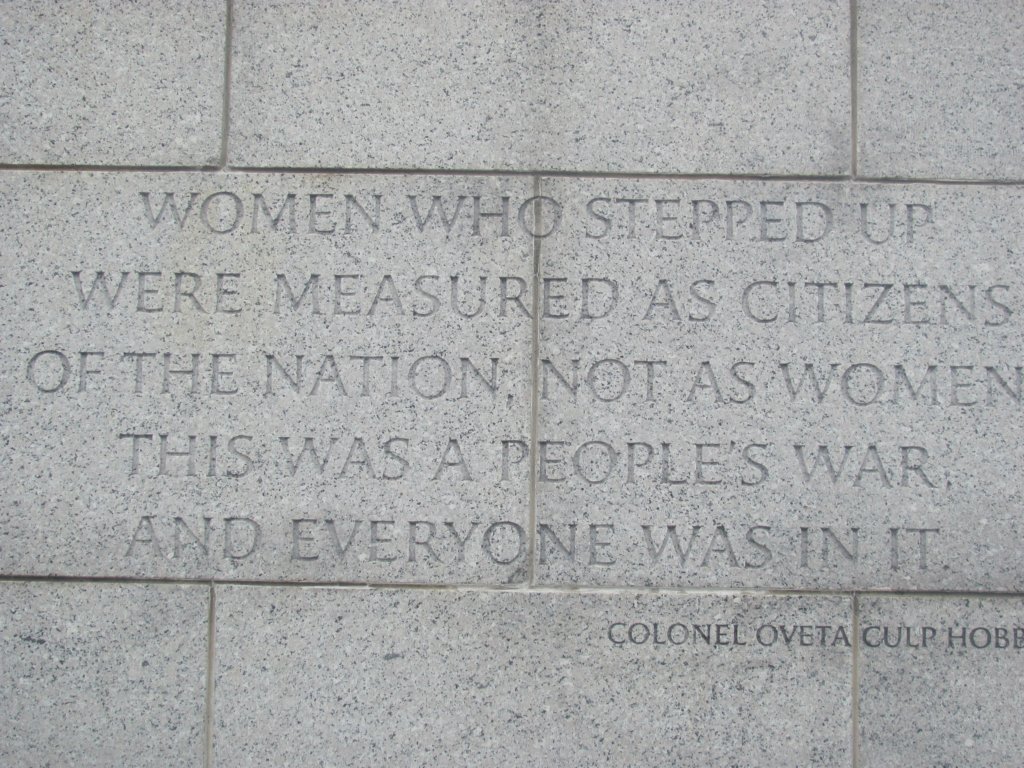 WOMEN WHO STEPPED UP
WERE MEASURED AS CITIZENS
OF THE NATION, NOT AS WOMEN
THIS WAS A PEOPLE'S WAR,
AND EVERYONE WAS IN IT
COLONEL OVETA CULP HOBB